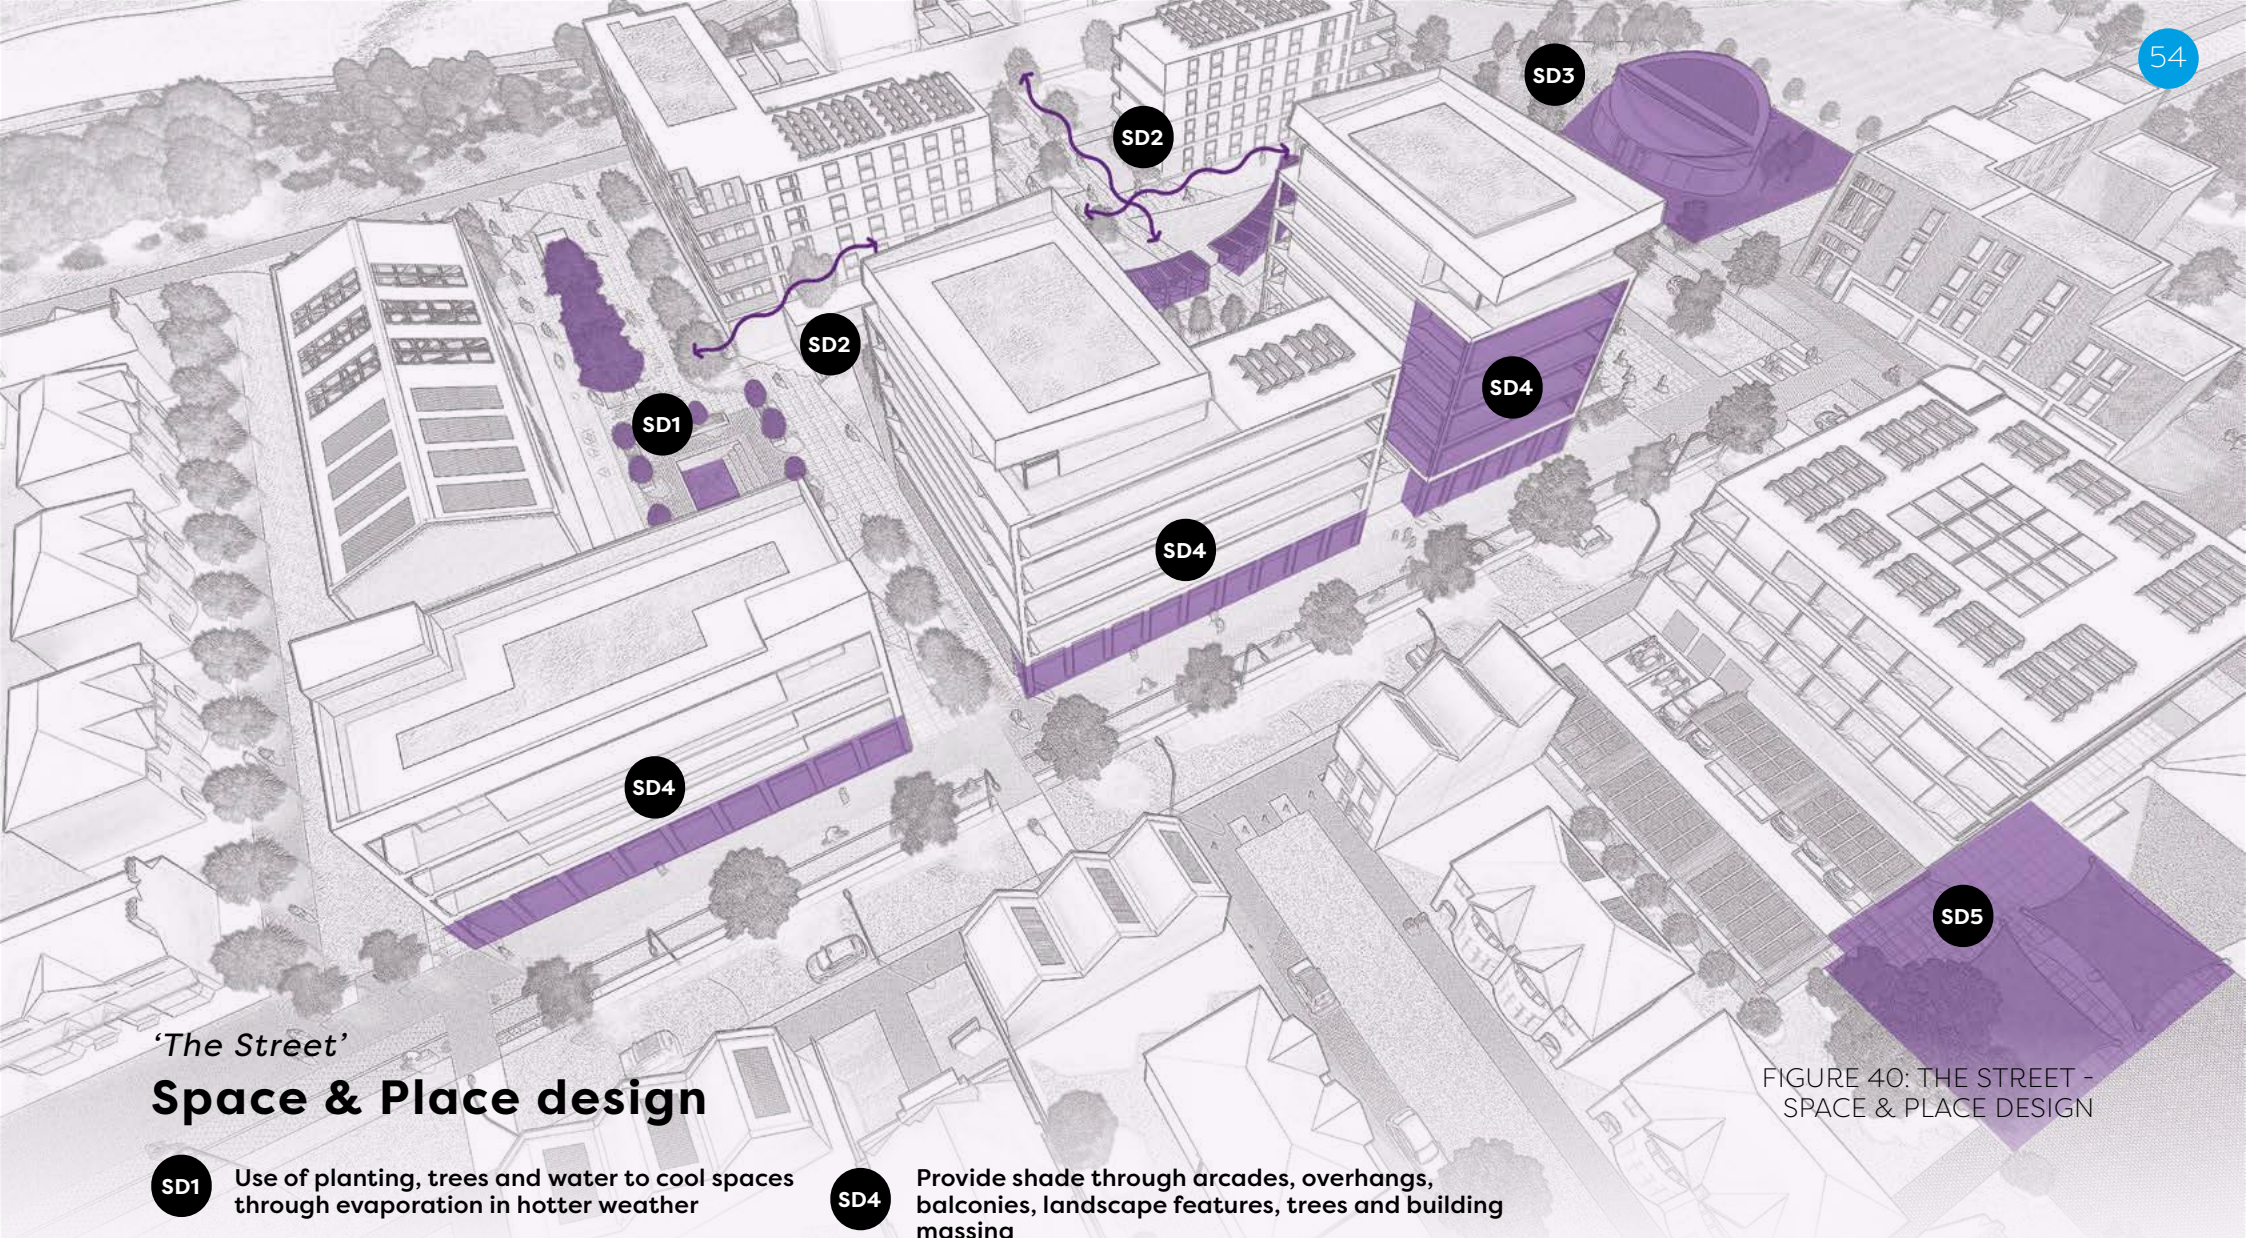 54
SD3
SD2
SD2
SD4
SD1
SD4
SD4
SD5
‘The Street’
Space & Place design
FIGURE 40: THE STREET -
SPACE & PLACE DESIGN
SD1
Use of planting, trees and water to cool spaces
through evaporation in hotter weather
SD4
Provide shade through arcades, overhangs,
balconies, landscape features, trees and building
massing